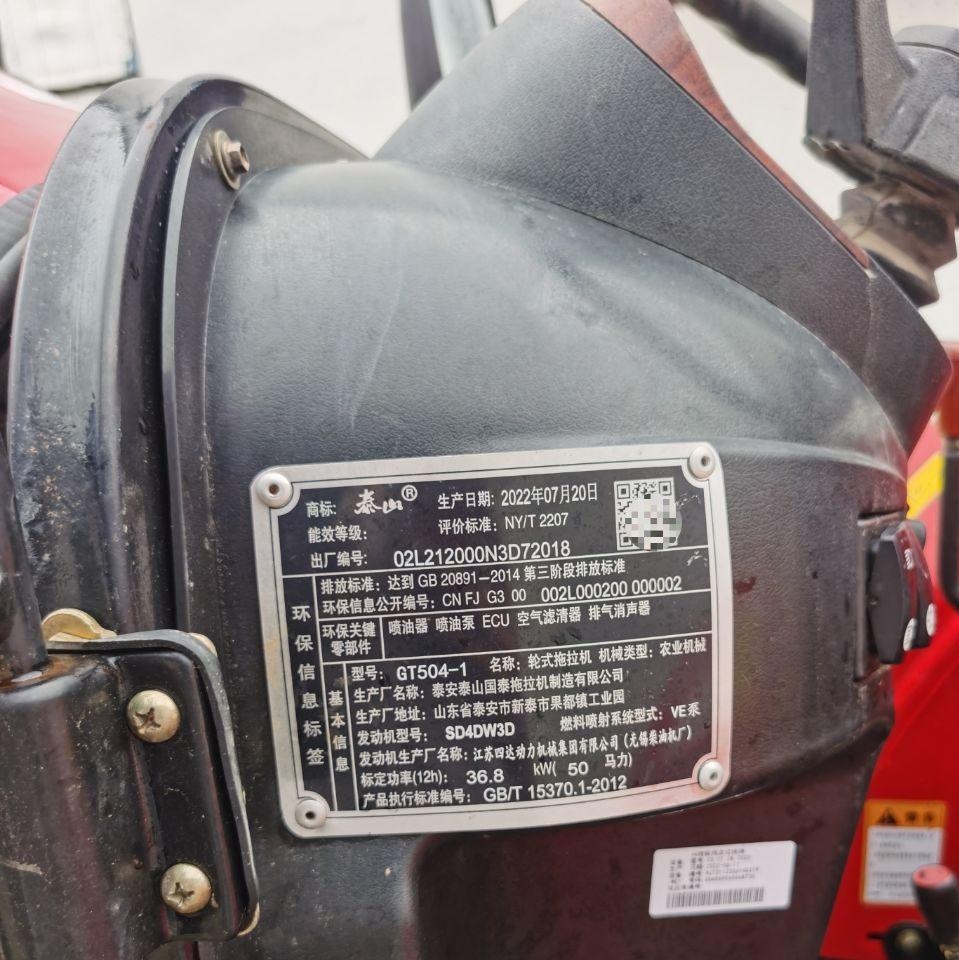 商标: 泰山® 生产日期: 2022年07月20日
能效等级: 评价标准: NY/T 2207
出厂编号: 02L212000N3D72018
环保信息标签
排放标准: 达到 GB 20891-2014 第三阶段排放标准
环保信息公开编号: CN FJ G3 00 002L000200 000002
环保关键零部件 喷油器 喷油泵 ECU 空气滤清器 排气消声器
基本信息
型号: GT504-1 名称: 轮式拖拉机 机械类型: 农业机械
生产厂名称: 泰安泰山国泰拖拉机制造有限公司
生产厂地址: 山东省泰安市新泰市果都镇工业园
发动机型号: SD4DW3D 燃料喷射系统型式: VE泵
发动机生产厂名称: 江苏四达动力机械集团有限公司(无锡柴油机厂)
标定功率(12h): 36.8 kW( 50 马力)
产品执行标准编号: GB/T 15370.1-2012